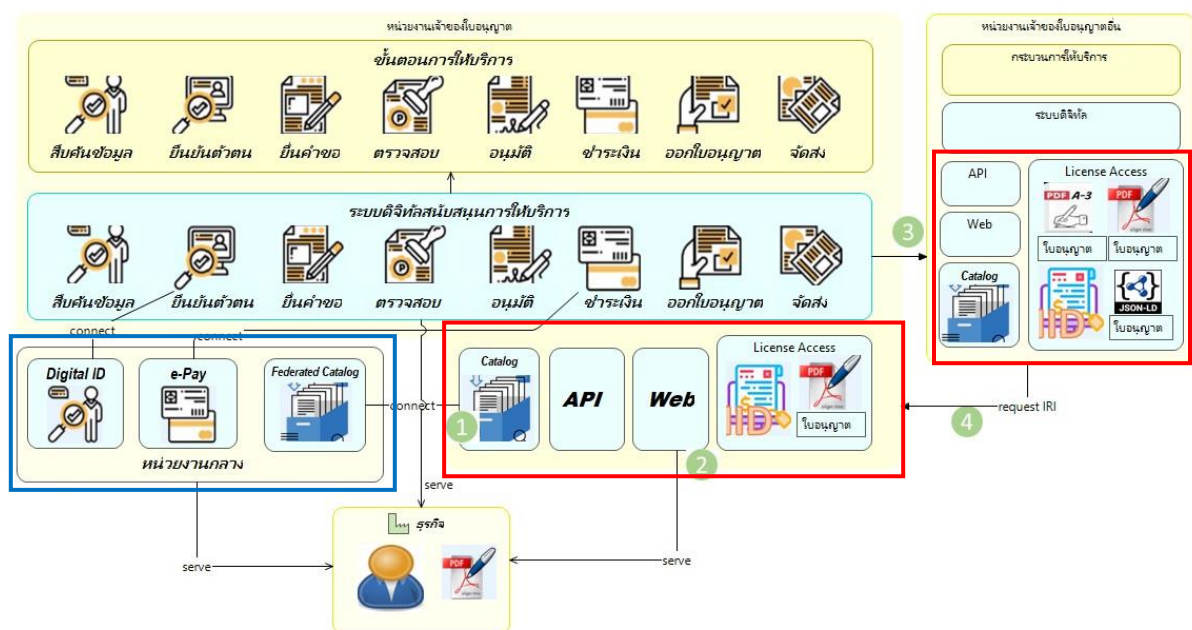 หน่วยงานเจ้าของใบอนุญาต
ขั้นตอนการให้บริการ
สืบค้นข้อมูล ยืนยันตัวตน ยื่นคำขอ ตรวจสอบ อนุมัติ ชำระเงิน ออกใบอนุญาต จัดส่ง
ระบบดิจิทัลสนับสนุนการให้บริการ
สืบค้นข้อมูล ยืนยันตัวตน ยื่นคำขอ ตรวจสอบ อนุมัติ ชำระเงิน ออกใบอนุญาต จัดส่ง
connect
connect
Digital ID
e-Pay
Federated Catalog
หน่วยงานกลาง
connect
1
Catalog
API
Web
License Access
HD
PDF
ใบอนุญาต
2
serve
serve
serve
ธุรกิจ
PDF
3
หน่วยงานเจ้าของใบอนุญาตอื่น
กระบวนการให้บริการ
ระบบดิจิทัล
API
Web
Catalog
License Access
PDF A-3
PDF
ใบอนุญาต
ใบอนุญาต
HD
JSON-LD
ใบอนุญาต
request IRI
4